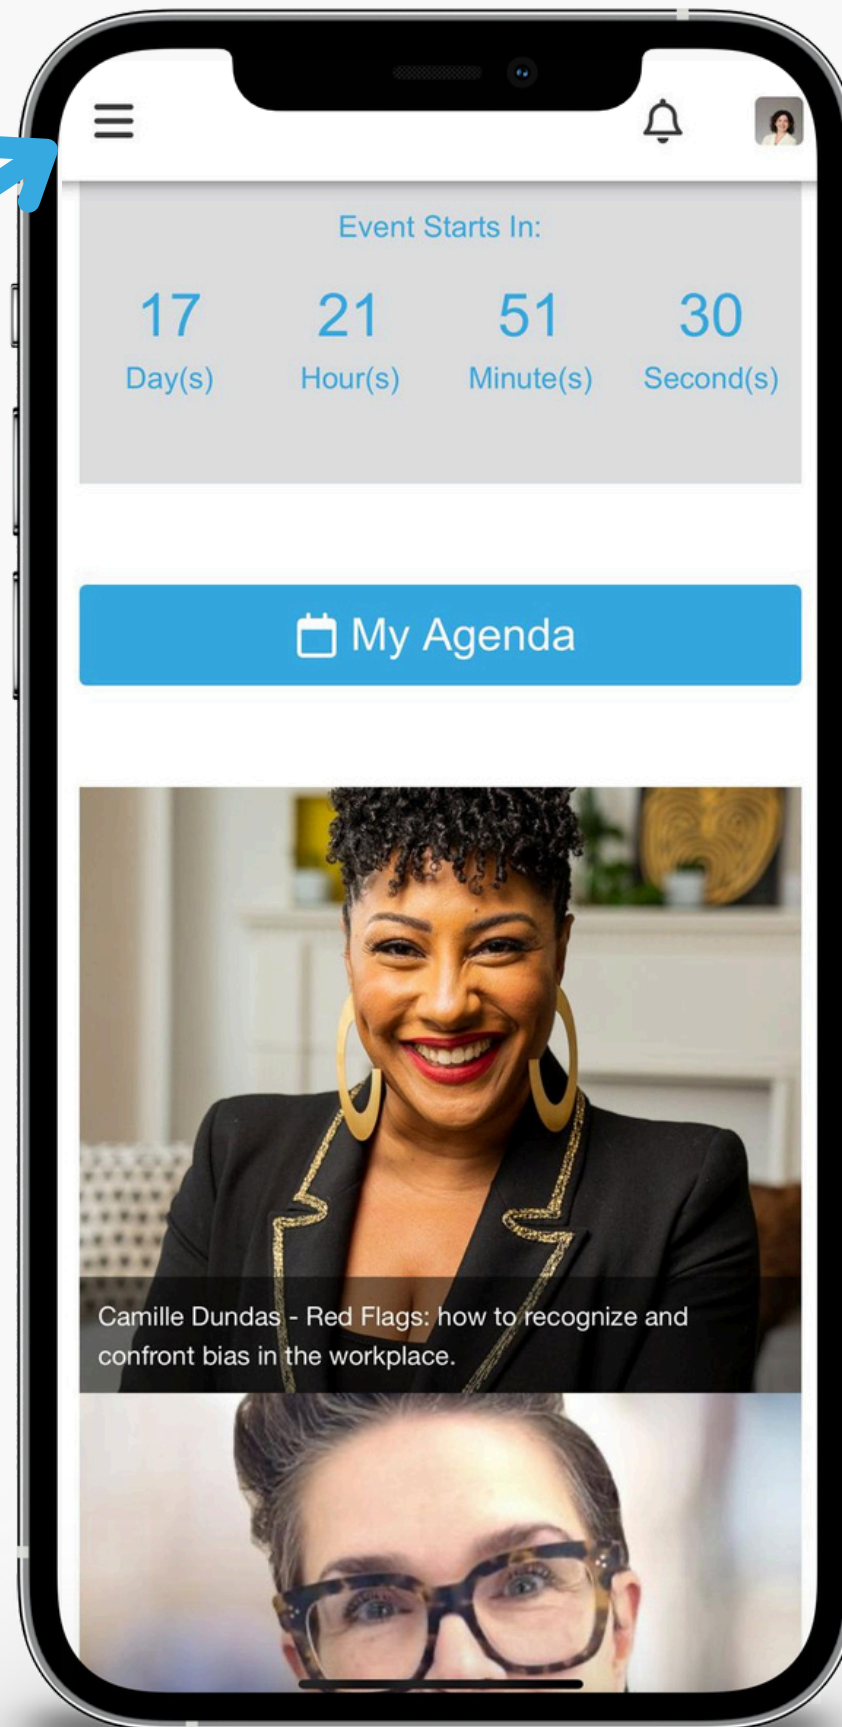 Event Starts In:
17 21 51 30
Day(s) Hour(s) Minute(s) Second(s)
My Agenda
Camille Dundas - Red Flags: how to recognize and
confront bias in the workplace.